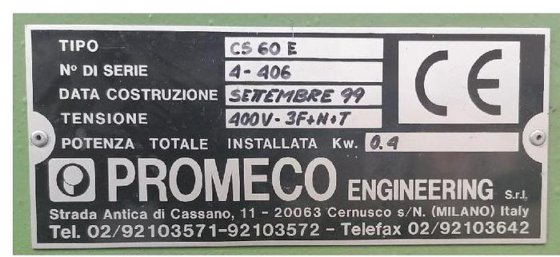 TIPO CS 60 E
N° DI SERIE 4-406
DATA COSTRUZIONE SETTEMBRE 99
TENSIONE 400V-3F+N+T
POTENZA TOTALE INSTALLATA Kw. 0.4
CE
PROMECO ENGINEERING S.r.l.
Strada Antica di Cassano, 11 - 20063 Cernusco s/N. (MILANO) Italy
Tel. 02/92103571-92103572 - Telefax 02/92103642